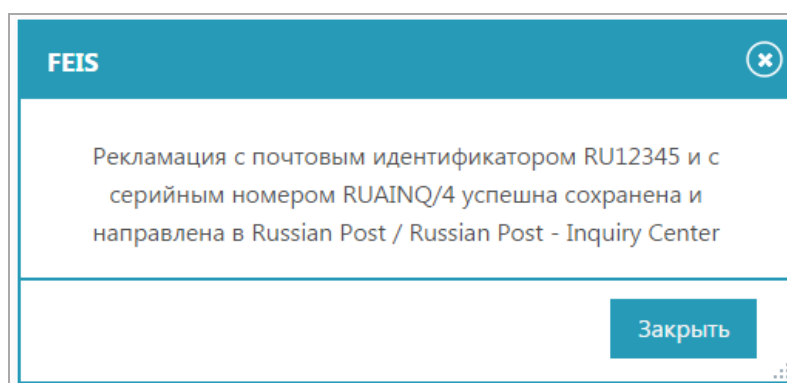 FEIS
Рекламация с почтовым идентификатором RU12345 и с
серийным номером RUAINQ/4 успешна сохранена и
направлена в Russian Post / Russian Post - Inquiry Center
Закрыть